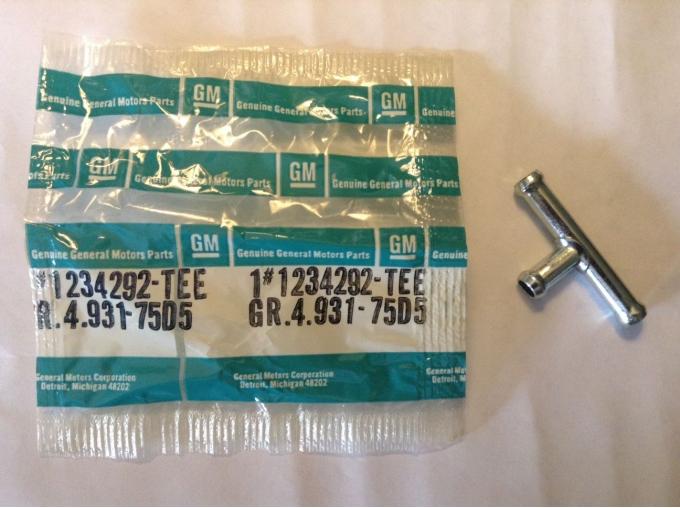 Genuine General Motors Parts GM Genuine General Motors Parts GM Genuine
Parts GM Genuine General Motors Parts GM Genuine General Motors Parts
Genuine General Motors Parts GM Genuine General Motors Parts GM Genuine
#1234292-TEE 1#1234292-TEE
R.4.931-75D5 GR.4.931-75D5
General Motors Corporation General Motors Corporation General Mot
Detroit, Michigan 48202 Detroit, Michigan 48202 Detroit, M